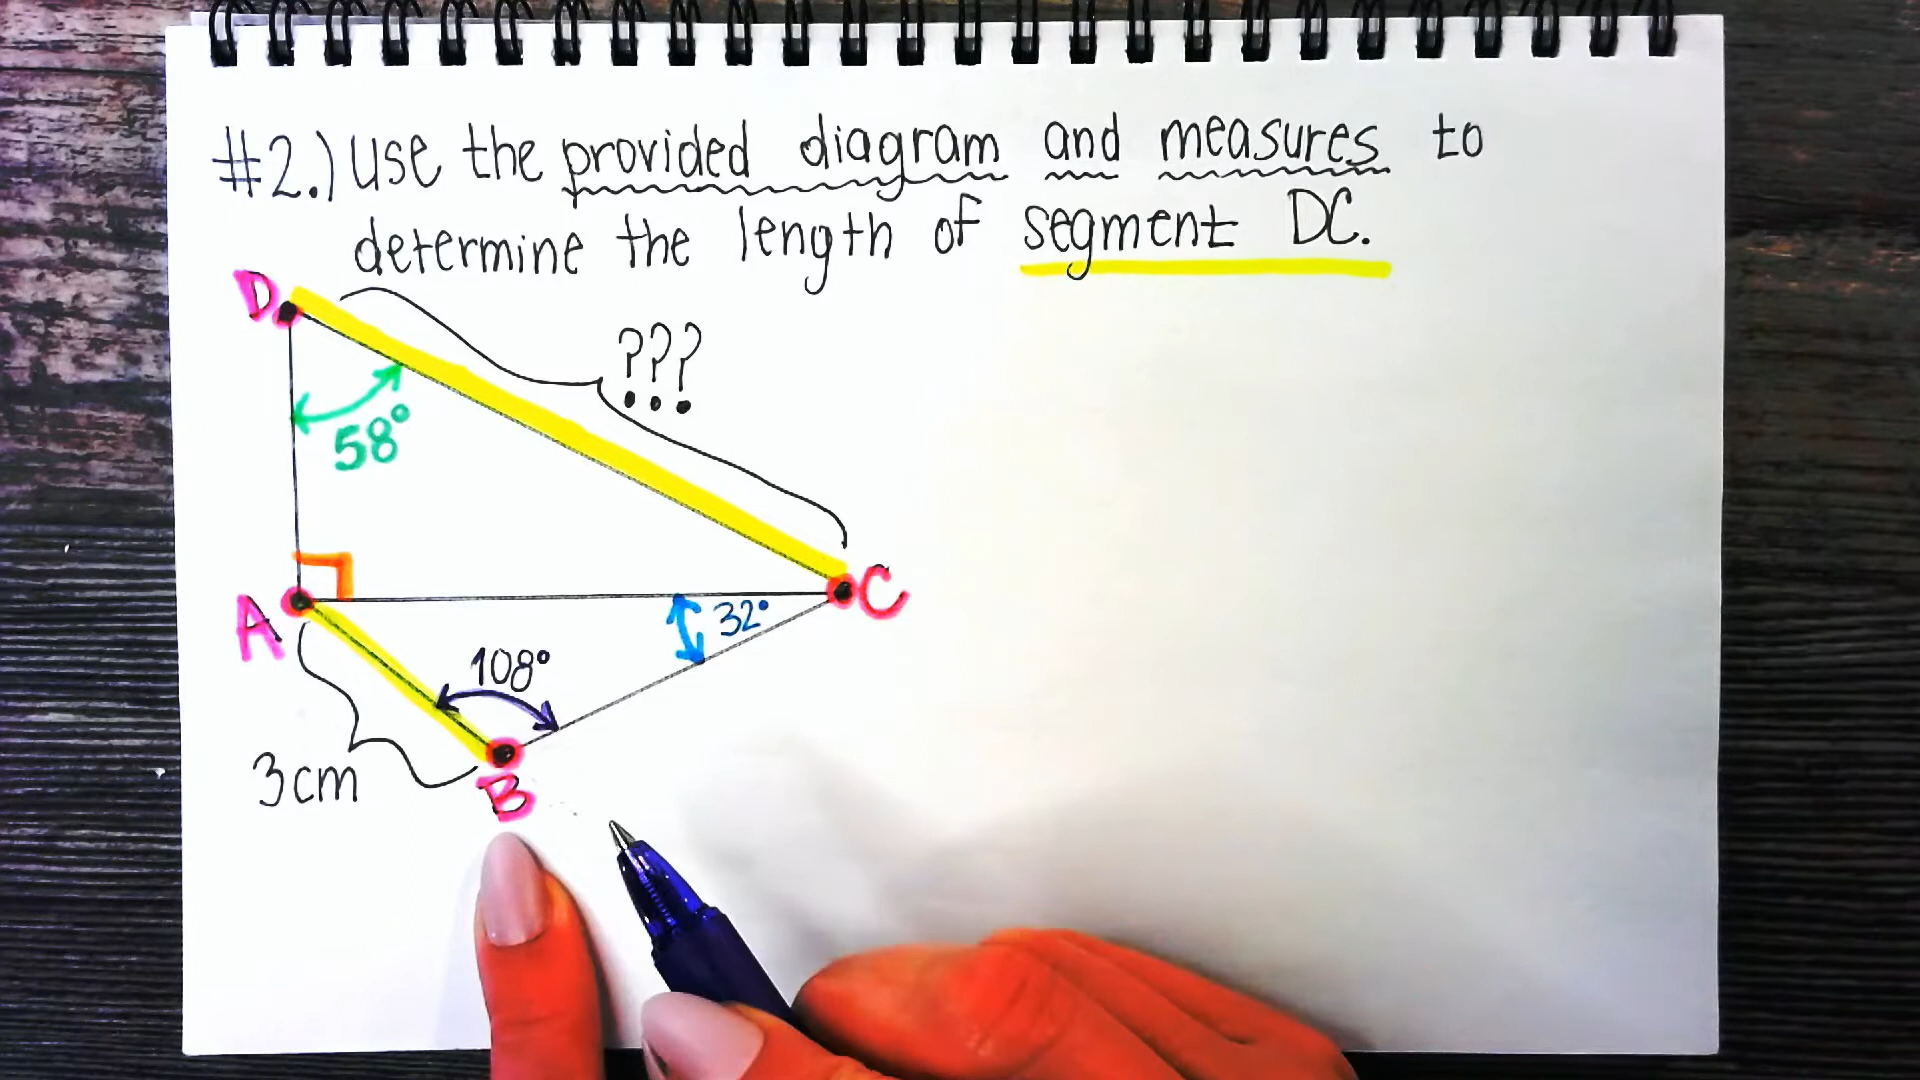 #2.) Use the provided diagram and measures to
determine the length of segment DC.
D
???
58°
A
C
32°
108°
3cm
B